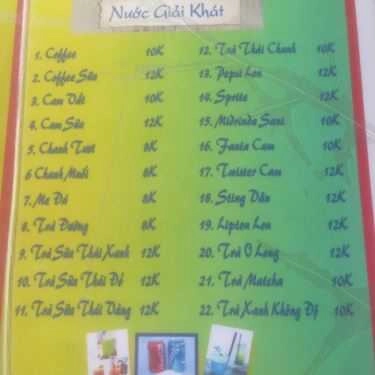 Nước Giải Khát
1. Coffee 10K
2. Coffee Sữa 12K
3. Cam Vắt 10K
4. Cam Sữa 12K
5. Chanh Tươi 8K
6 Chanh Muối 8K
7. Me Đá 8K
8. Trà Đường 8K
9. Trà Sữa Thái Xanh 12K
10. Trà Sữa Thái Đỏ 12K
11. Trà Sữa Thái Dâng 12K
12. Trà Thái Chanh 10K
13. Pepsi Lon 12K
14. Sprite 12K
15. Midrinda Sasi 10K
16. Fanta Cam 10K
17. Twister Cam 12K
18. Sting Dâu 12K
19. Lipton Lon 12K
20. Trà O Long 12K
21. Trà Matcha 10K
22. Trà Xanh Không Độ 10K